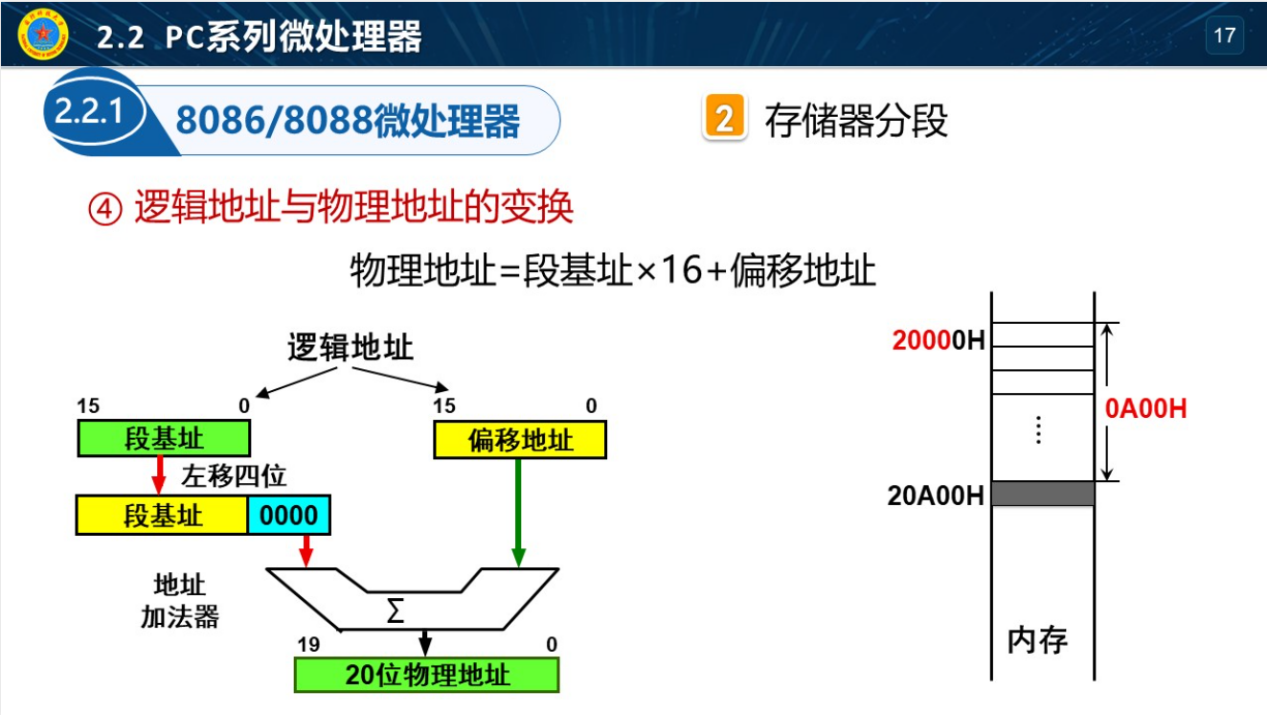 2.2 PC系列微处理器
17
2.2.1
8086/8088微处理器
2 存储器分段
④ 逻辑地址与物理地址的变换
物理地址=段基址×16+偏移地址
逻辑地址
15 0
15 0
段基址
偏移地址
左移四位
段基址 0000
地址
加法器
Σ
19 0
20位物理地址
20000H
0A00H
⋮
20A00H
内存